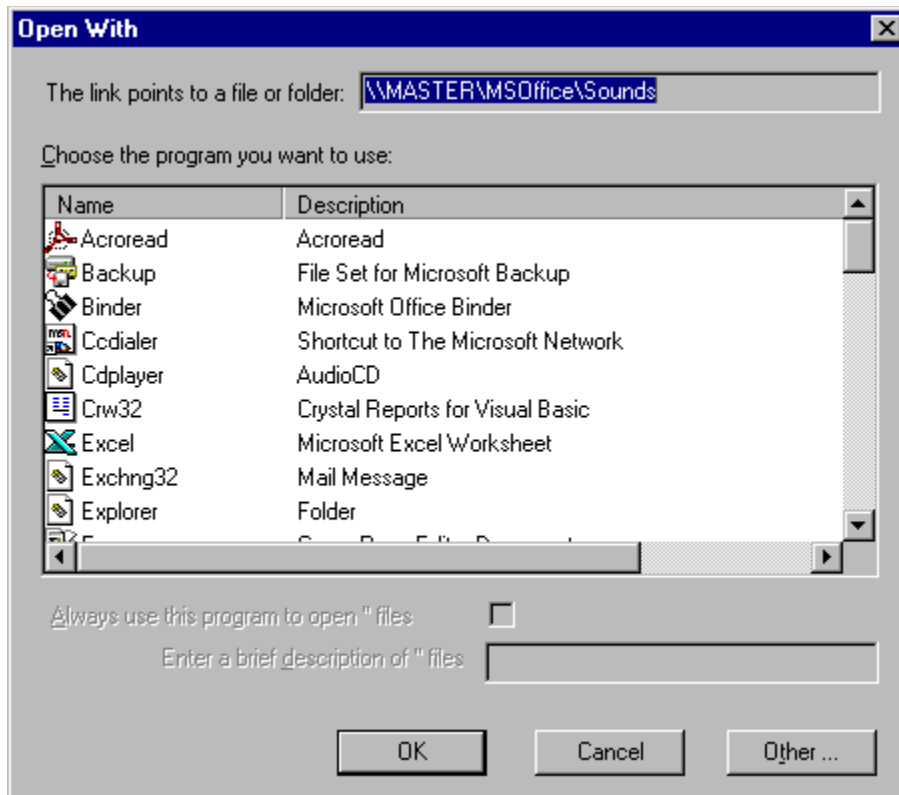 Open With
The link points to a file or folder: \\MASTER\MSOffice\Sounds
Choose the program you want to use:
Name Description
Acroread Acroread
Backup File Set for Microsoft Backup
Binder Microsoft Office Binder
Ccdialer Shortcut to The Microsoft Network
Cdplayer AudioCD
Crw32 Crystal Reports for Visual Basic
Excel Microsoft Excel Worksheet
Exchng32 Mail Message
Explorer Folder
Always use this program to open '' files
Enter a brief description of '' files
OK Cancel Other ...